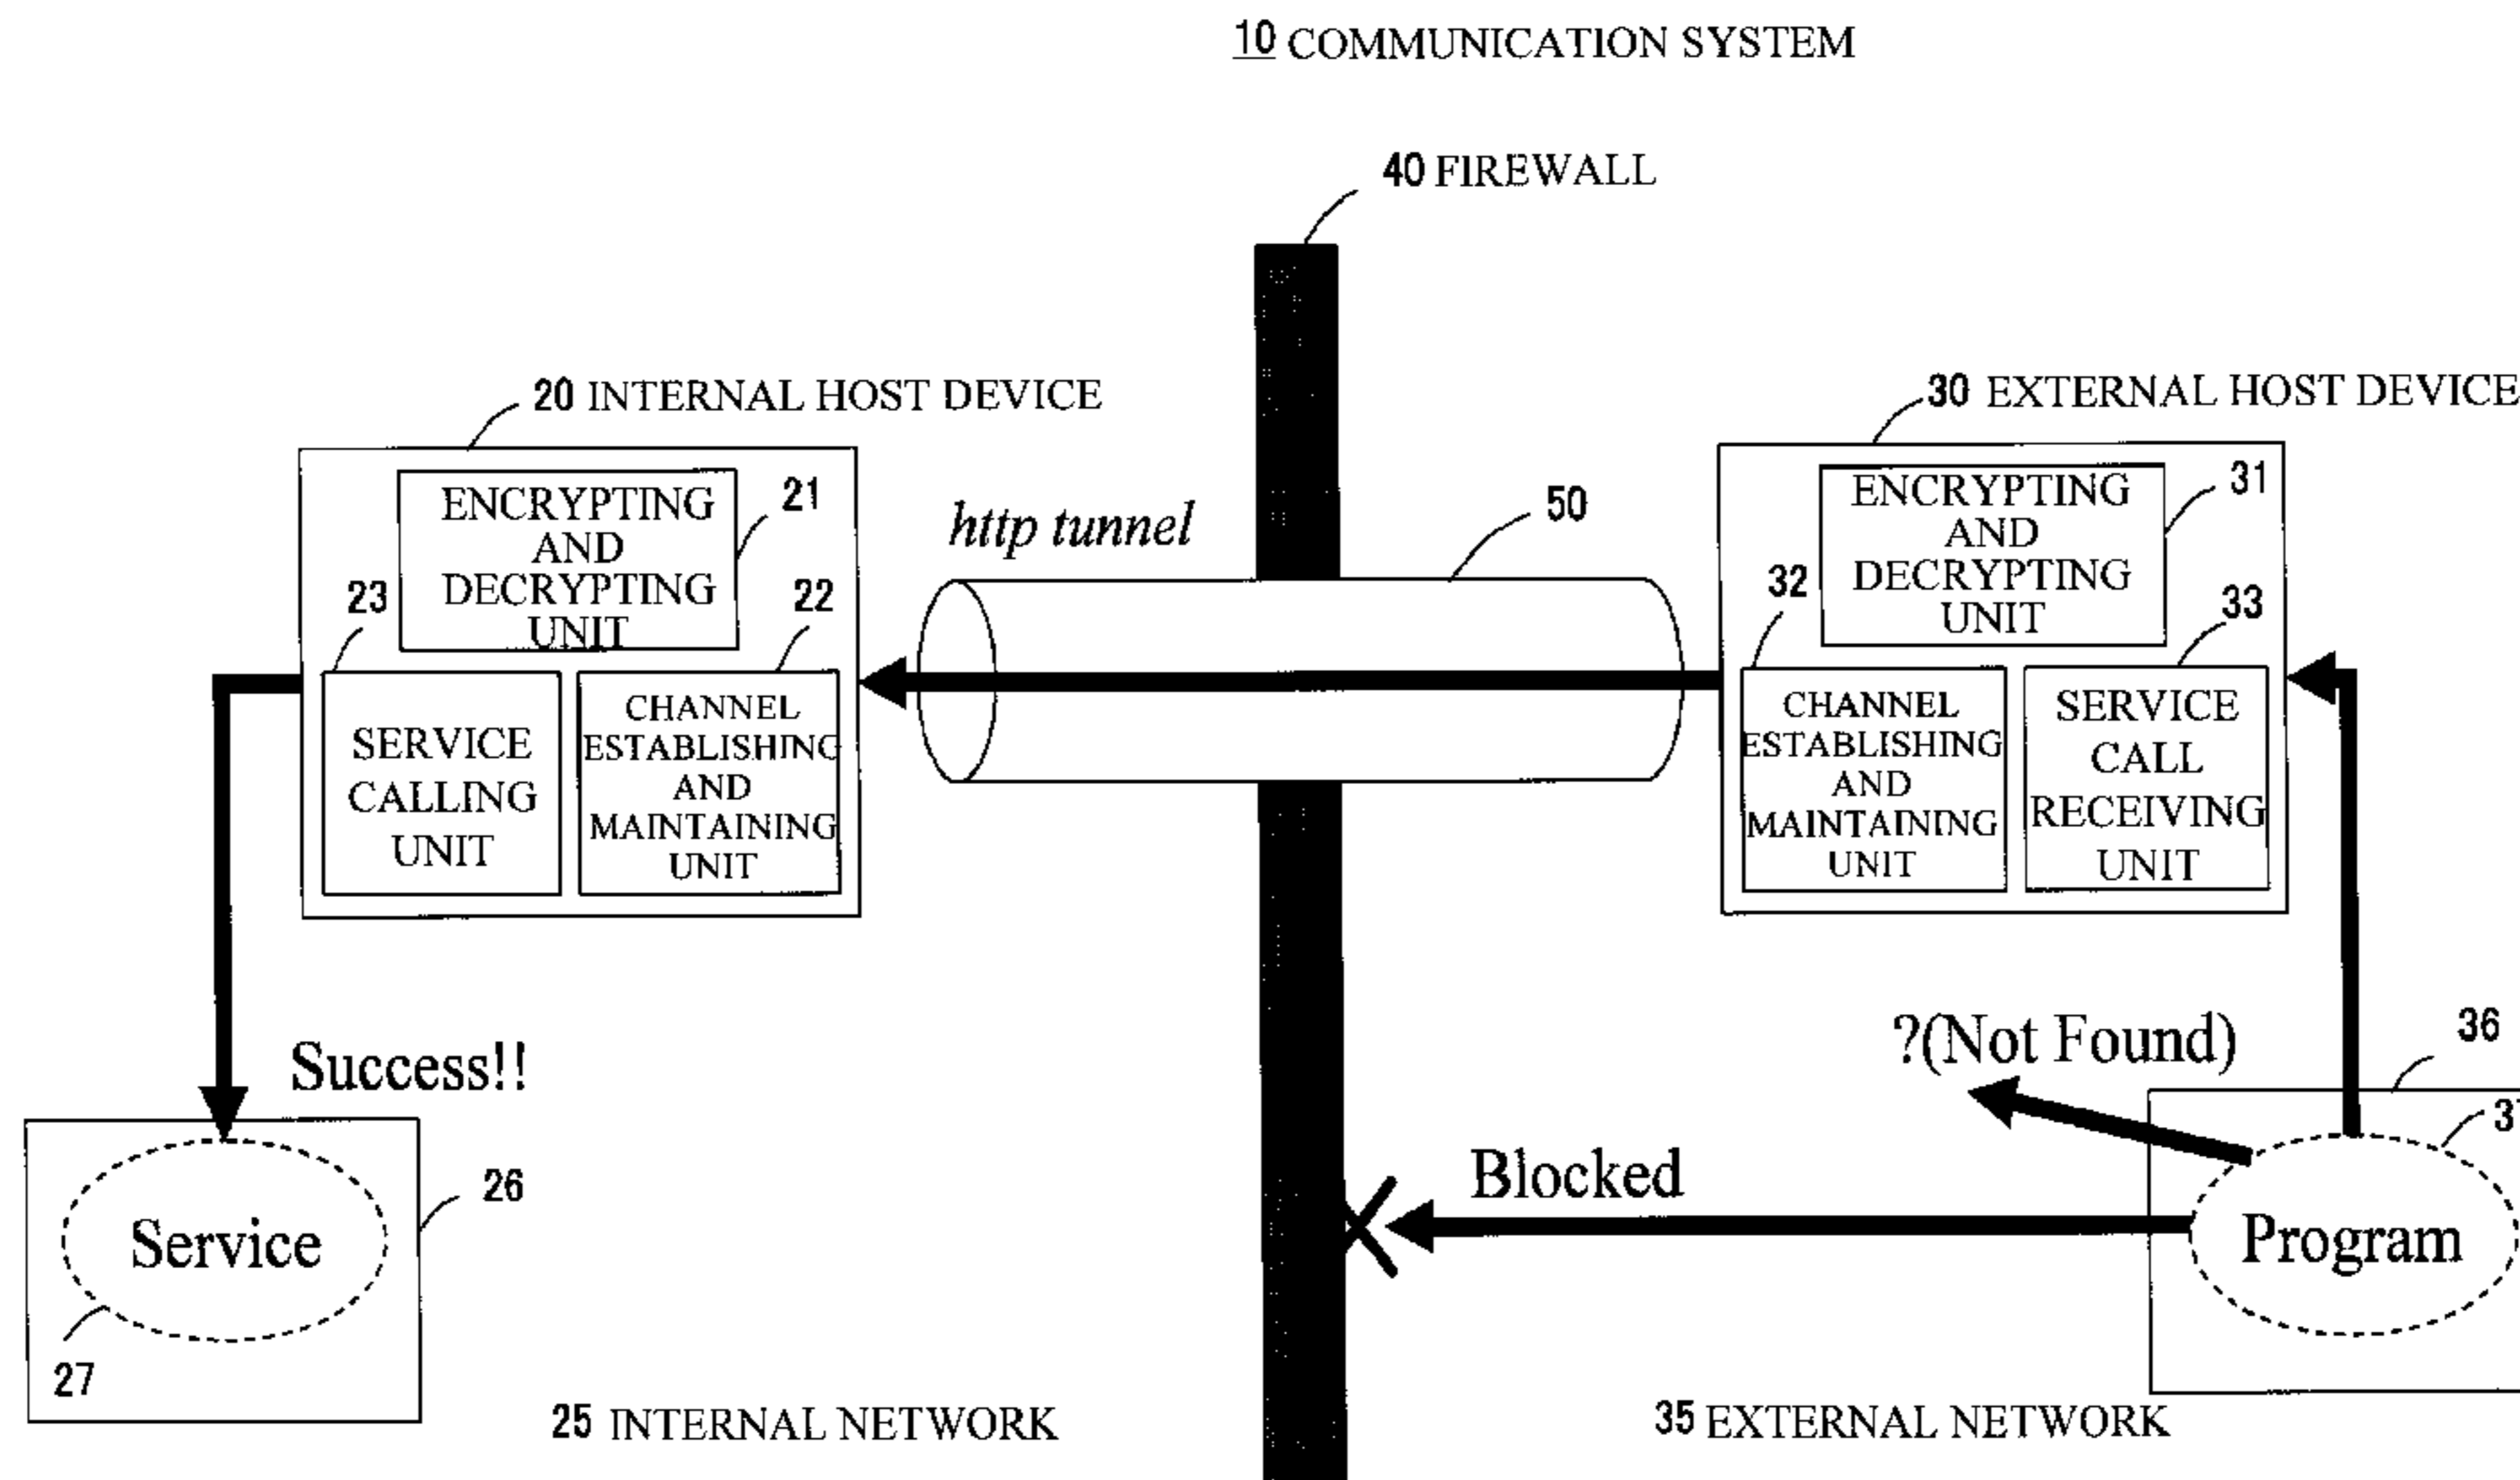 10 COMMUNICATION SYSTEM
40 FIREWALL
20 INTERNAL HOST DEVICE
30 EXTERNAL HOST DEVICE
ENCRYPTING
AND
DECRYPTING
UNIT
21
23
22
SERVICE
CALLING
UNIT
CHANNEL
ESTABLISHING
AND
MAINTAINING
UNIT
http tunnel
50
ENCRYPTING
AND
DECRYPTING
UNIT
31
32
33
CHANNEL
ESTABLISHING
AND
MAINTAINING
UNIT
SERVICE
CALL
RECEIVING
UNIT
Success!!
?(Not Found)
36
Blocked
26
Service
Program
27
25 INTERNAL NETWORK
35 EXTERNAL NETWORK